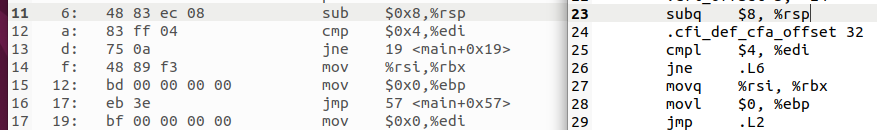 11 6: 48 83 ec 08 sub $0x8,%rsp
12 a: 83 ff 04 cmp $0x4,%edi
13 d: 75 0a jne 19 <main+0x19>
14 f: 48 89 f3 mov %rsi,%rbx
15 12: bd 00 00 00 00 mov $0x0,%ebp
16 17: eb 3e jmp 57 <main+0x57>
17 19: bf 00 00 00 00 mov $0x0,%edi
23 subq $8, %rsp
24 .cfi_def_cfa_offset 32
25 cmpl $4, %edi
26 jne .L6
27 movq %rsi, %rbx
28 movl $0, %ebp
29 jmp .L2